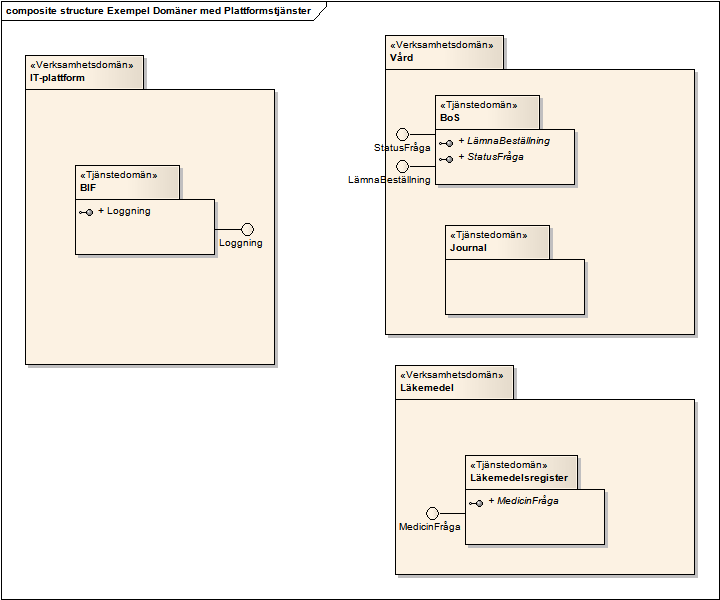 composite structure Exempel Domäner med Plattformstjänster
«Verksamhetsdomän»
IT-plattform
«Tjänstedomän»
BIF
+ Loggning
Loggning
«Verksamhetsdomän»
Vård
«Tjänstedomän»
BoS
+ LämnaBeställning
+ StatusFråga
StatusFråga
LämnaBeställning
«Tjänstedomän»
Journal
«Verksamhetsdomän»
Läkemedel
«Tjänstedomän»
Läkemedelsregister
+ MedicinFråga
MedicinFråga